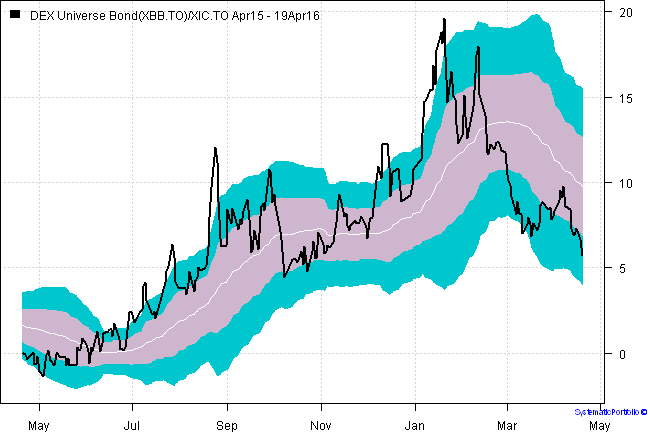 DEX Universe Bond(XBB.TO)/XIC.TO Apr15 - 19Apr16
20
15
10
5
0
SystematicPortfolio ©
May Jul Sep Nov Jan Mar May